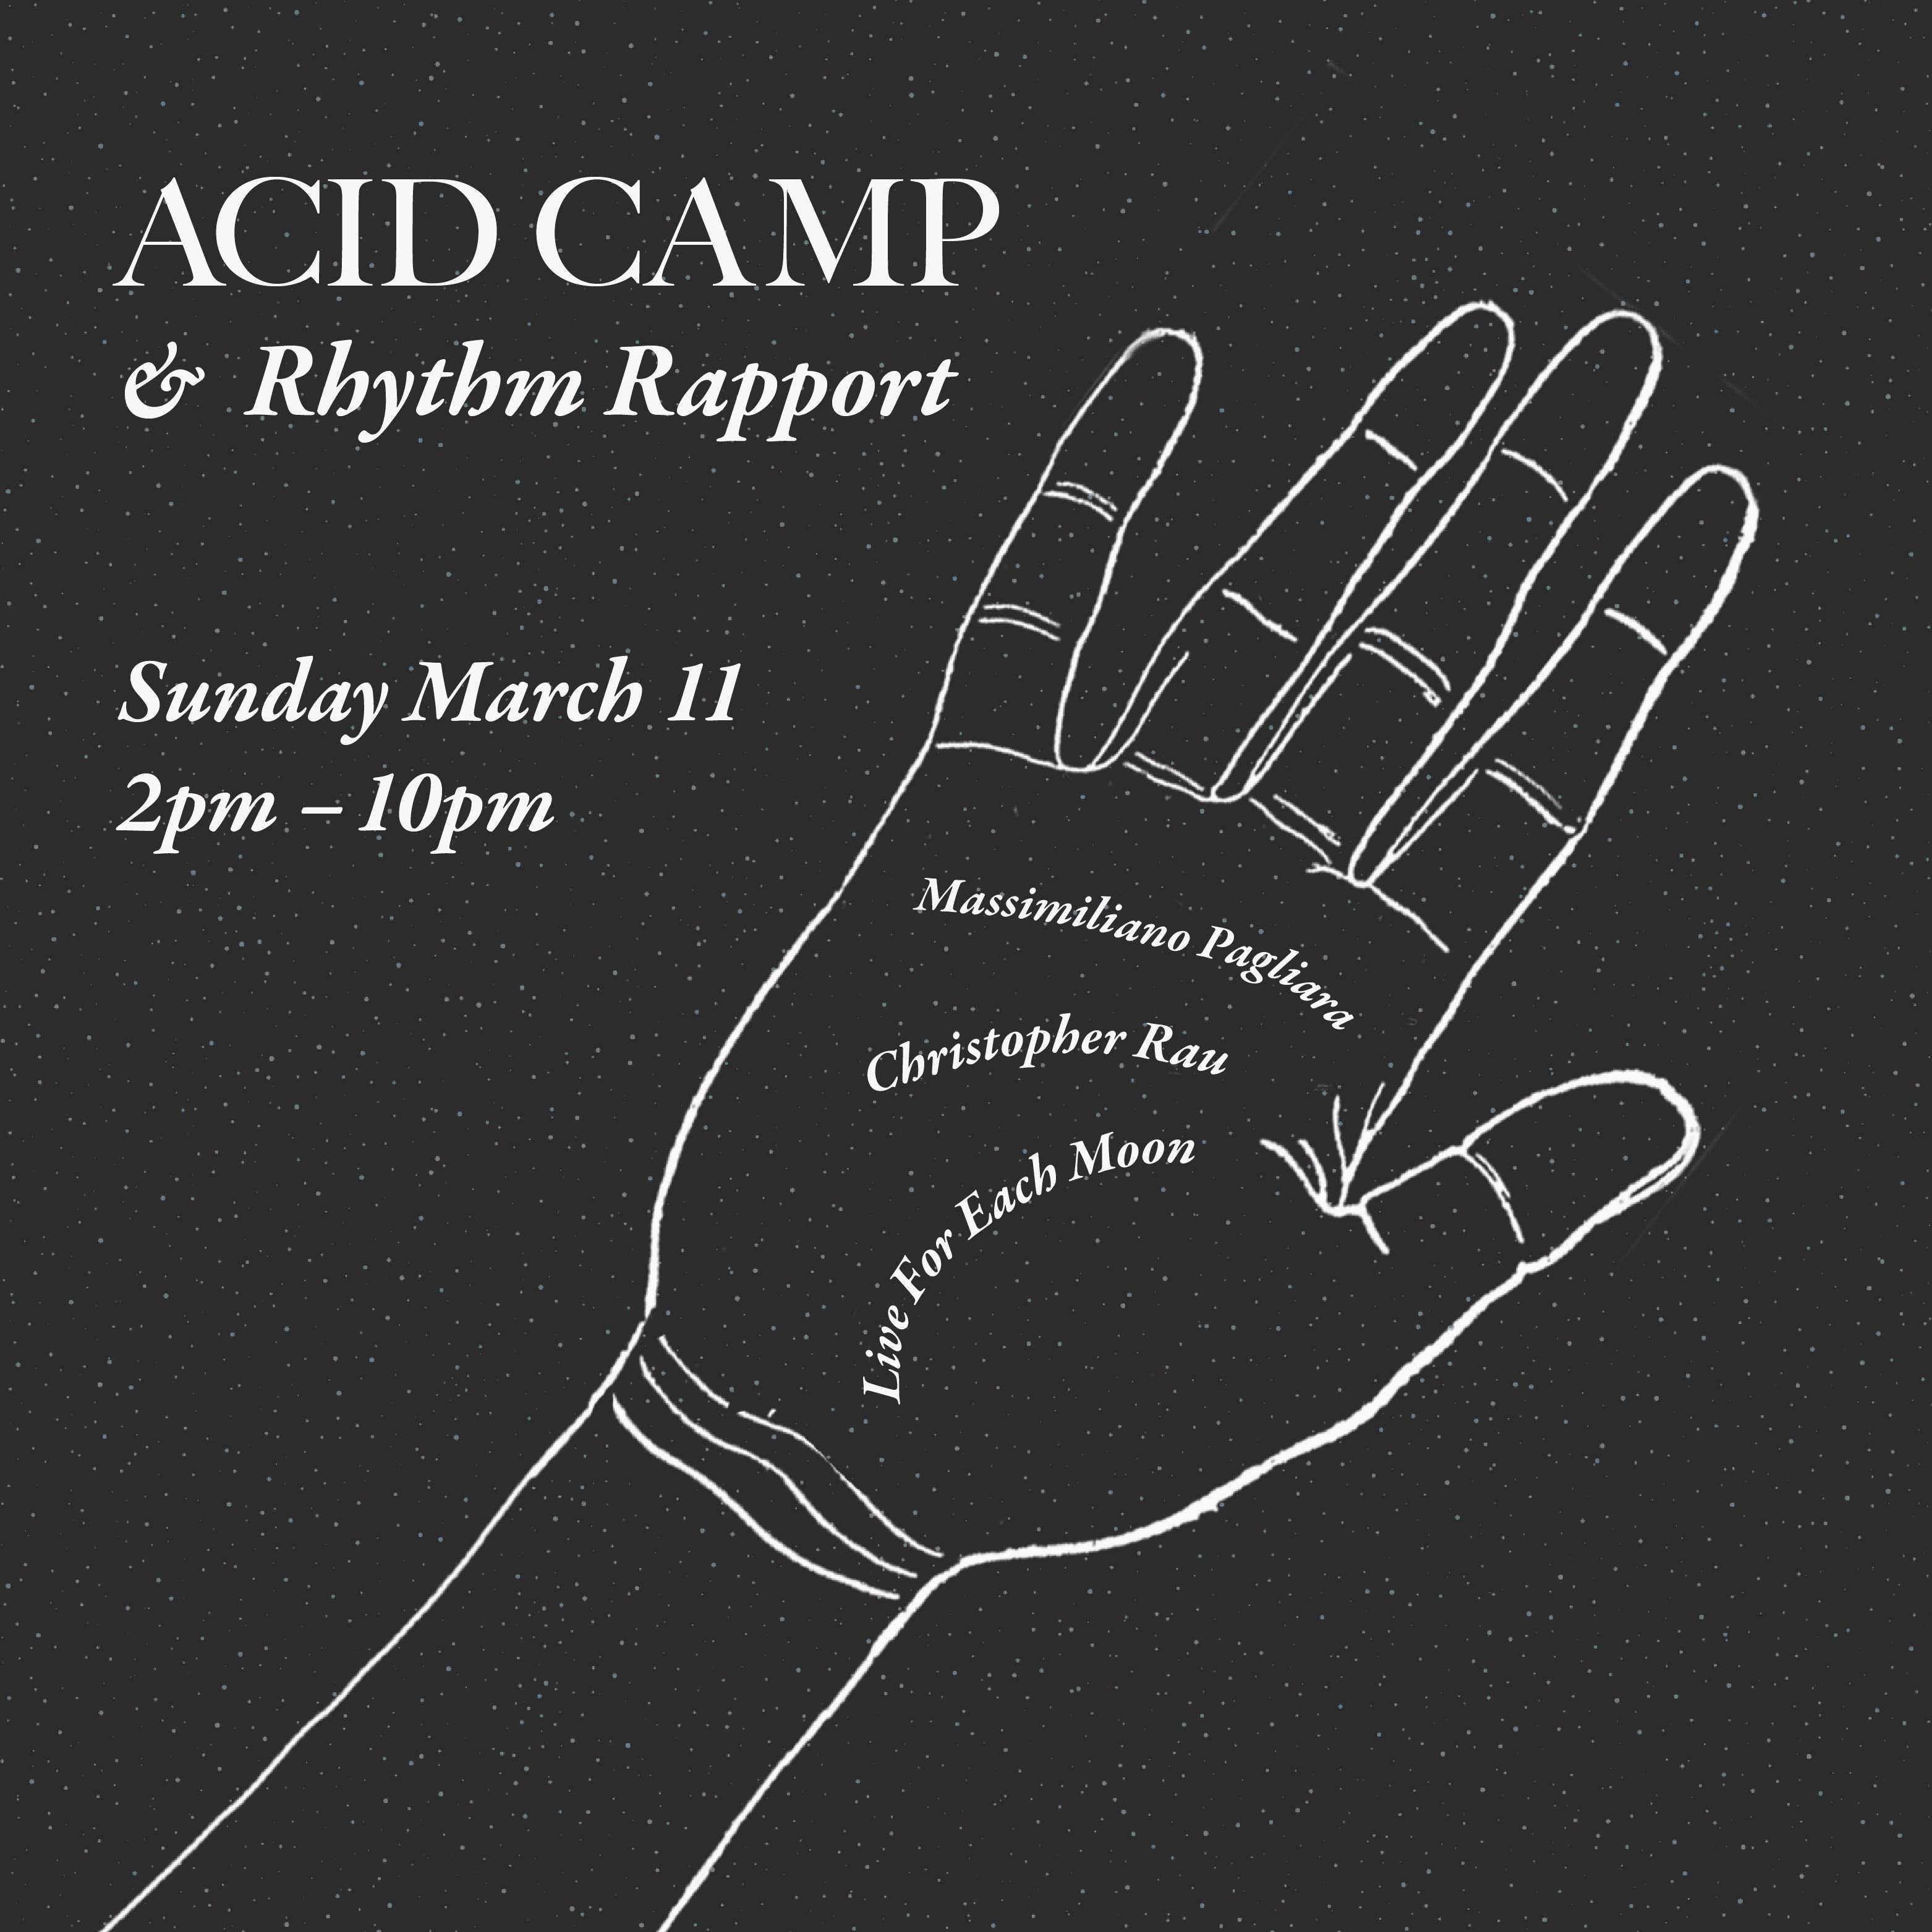 ACID CAMP
& Rhythm Rapport
Sunday March 11
2pm – 10pm
Massimiliano Pagliara
Christopher Rau
Live For Each Moon